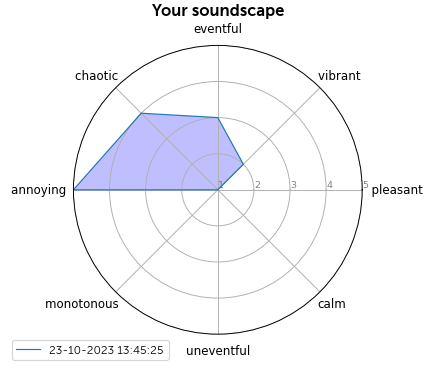 Your soundscape
eventful
chaotic
vibrant
annoying
1
2
3
4
5
pleasant
monotonous
calm
23-10-2023 13:45:25
uneventful